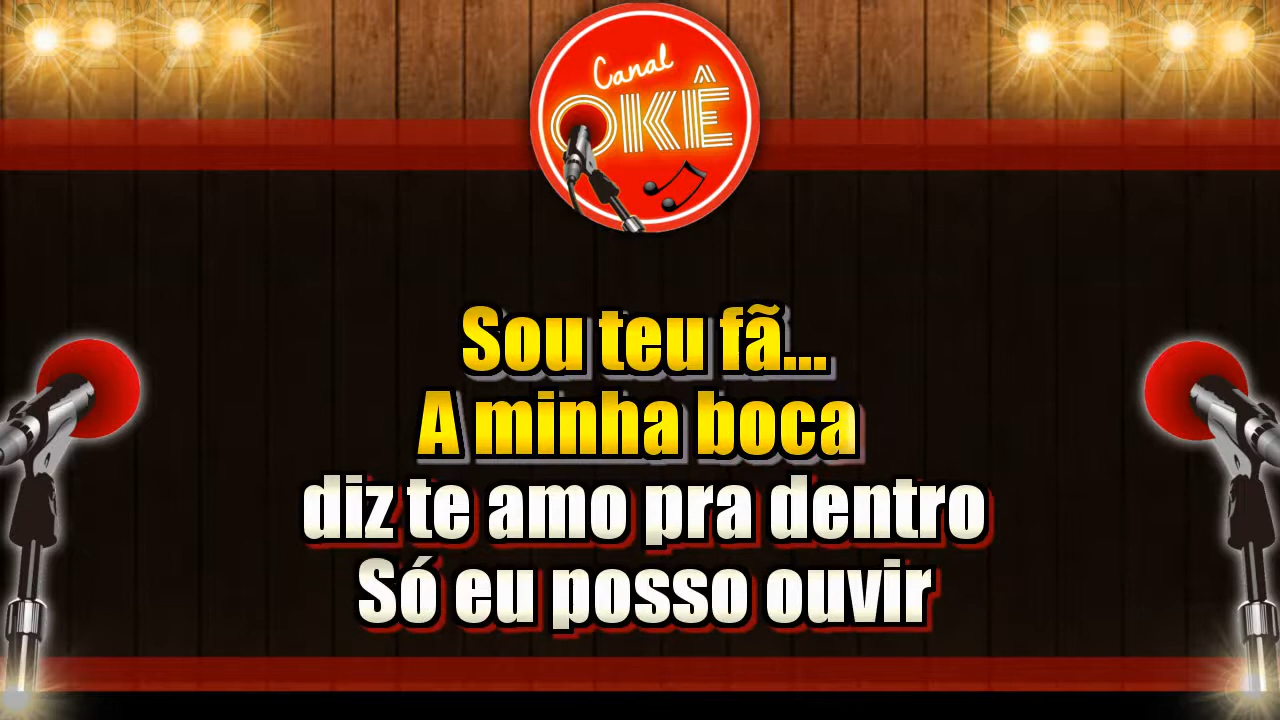 Canal
OKÊ
Sou teu fã...
A minha boca
diz te amo pra dentro
Só eu posso ouvir